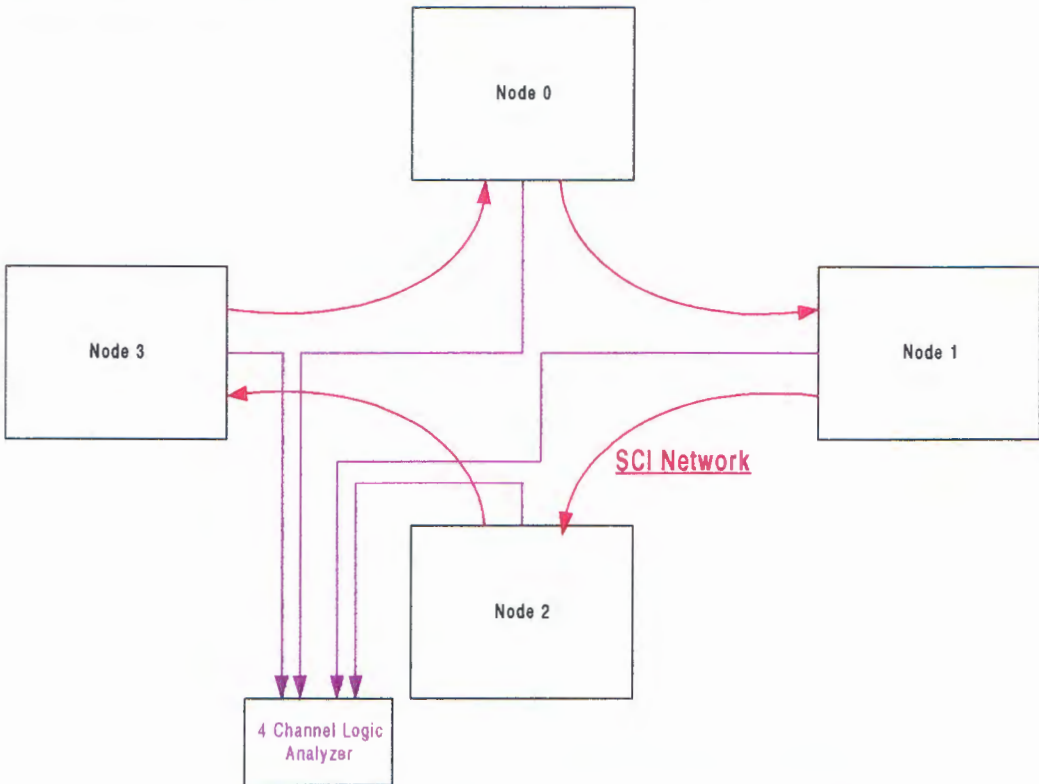 Node 0
Node 3
Node 1
SCI Network
Node 2
4 Channel Logic
Analyzer